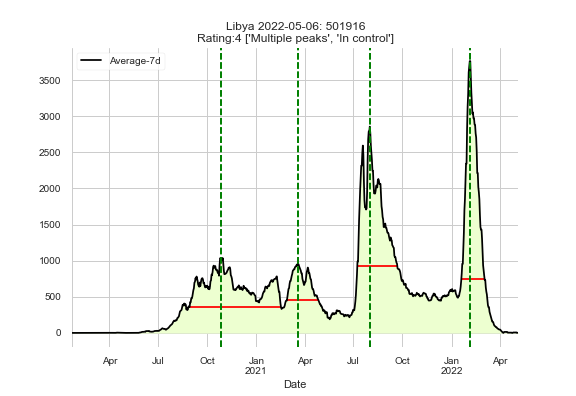 Libya 2022-05-06: 501916
Rating:4 ['Multiple peaks', 'In control']
Average-7d
3500
3000
2500
2000
1500
1000
500
0
Apr Jul Oct Jan Apr Jul Oct Jan Apr
2021 2022
Date